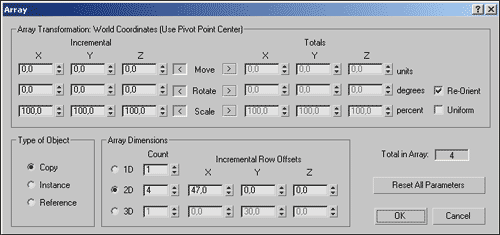 Array
Array Transformation: World Coordinates (Use Pivot Point Center)
Incremental Totals
X Y Z X Y Z
0,0 0,0 0,0 < Move > 0,0 0,0 0,0 units
0,0 0,0 0,0 < Rotate > 0,0 0,0 0,0 degrees Re-Orient
100,0 100,0 100,0 < Scale > 100,0 100,0 100,0 percent Uniform
Type of Object
Copy
Instance
Reference
Array Dimensions
Count Incremental Row Offsets
X Y Z
1D 1
2D 4 47,0 0,0 0,0
3D 1 0,0 30,0 0,0
Total in Array: 4
Reset All Parameters
OK Cancel